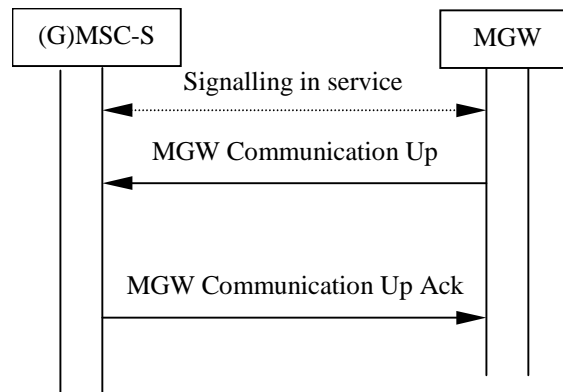 (G)MSC-S
MGW
Signalling in service
MGW Communication Up
MGW Communication Up Ack